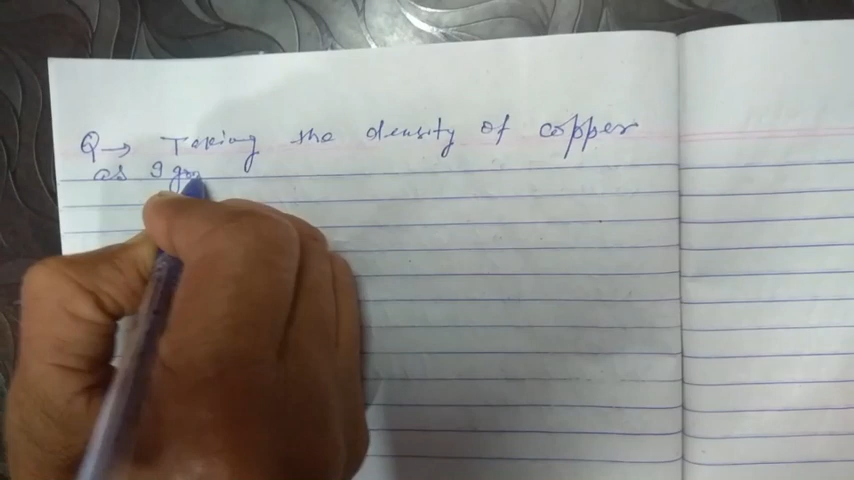 Q→ Taking the density of copper
as 9 gm